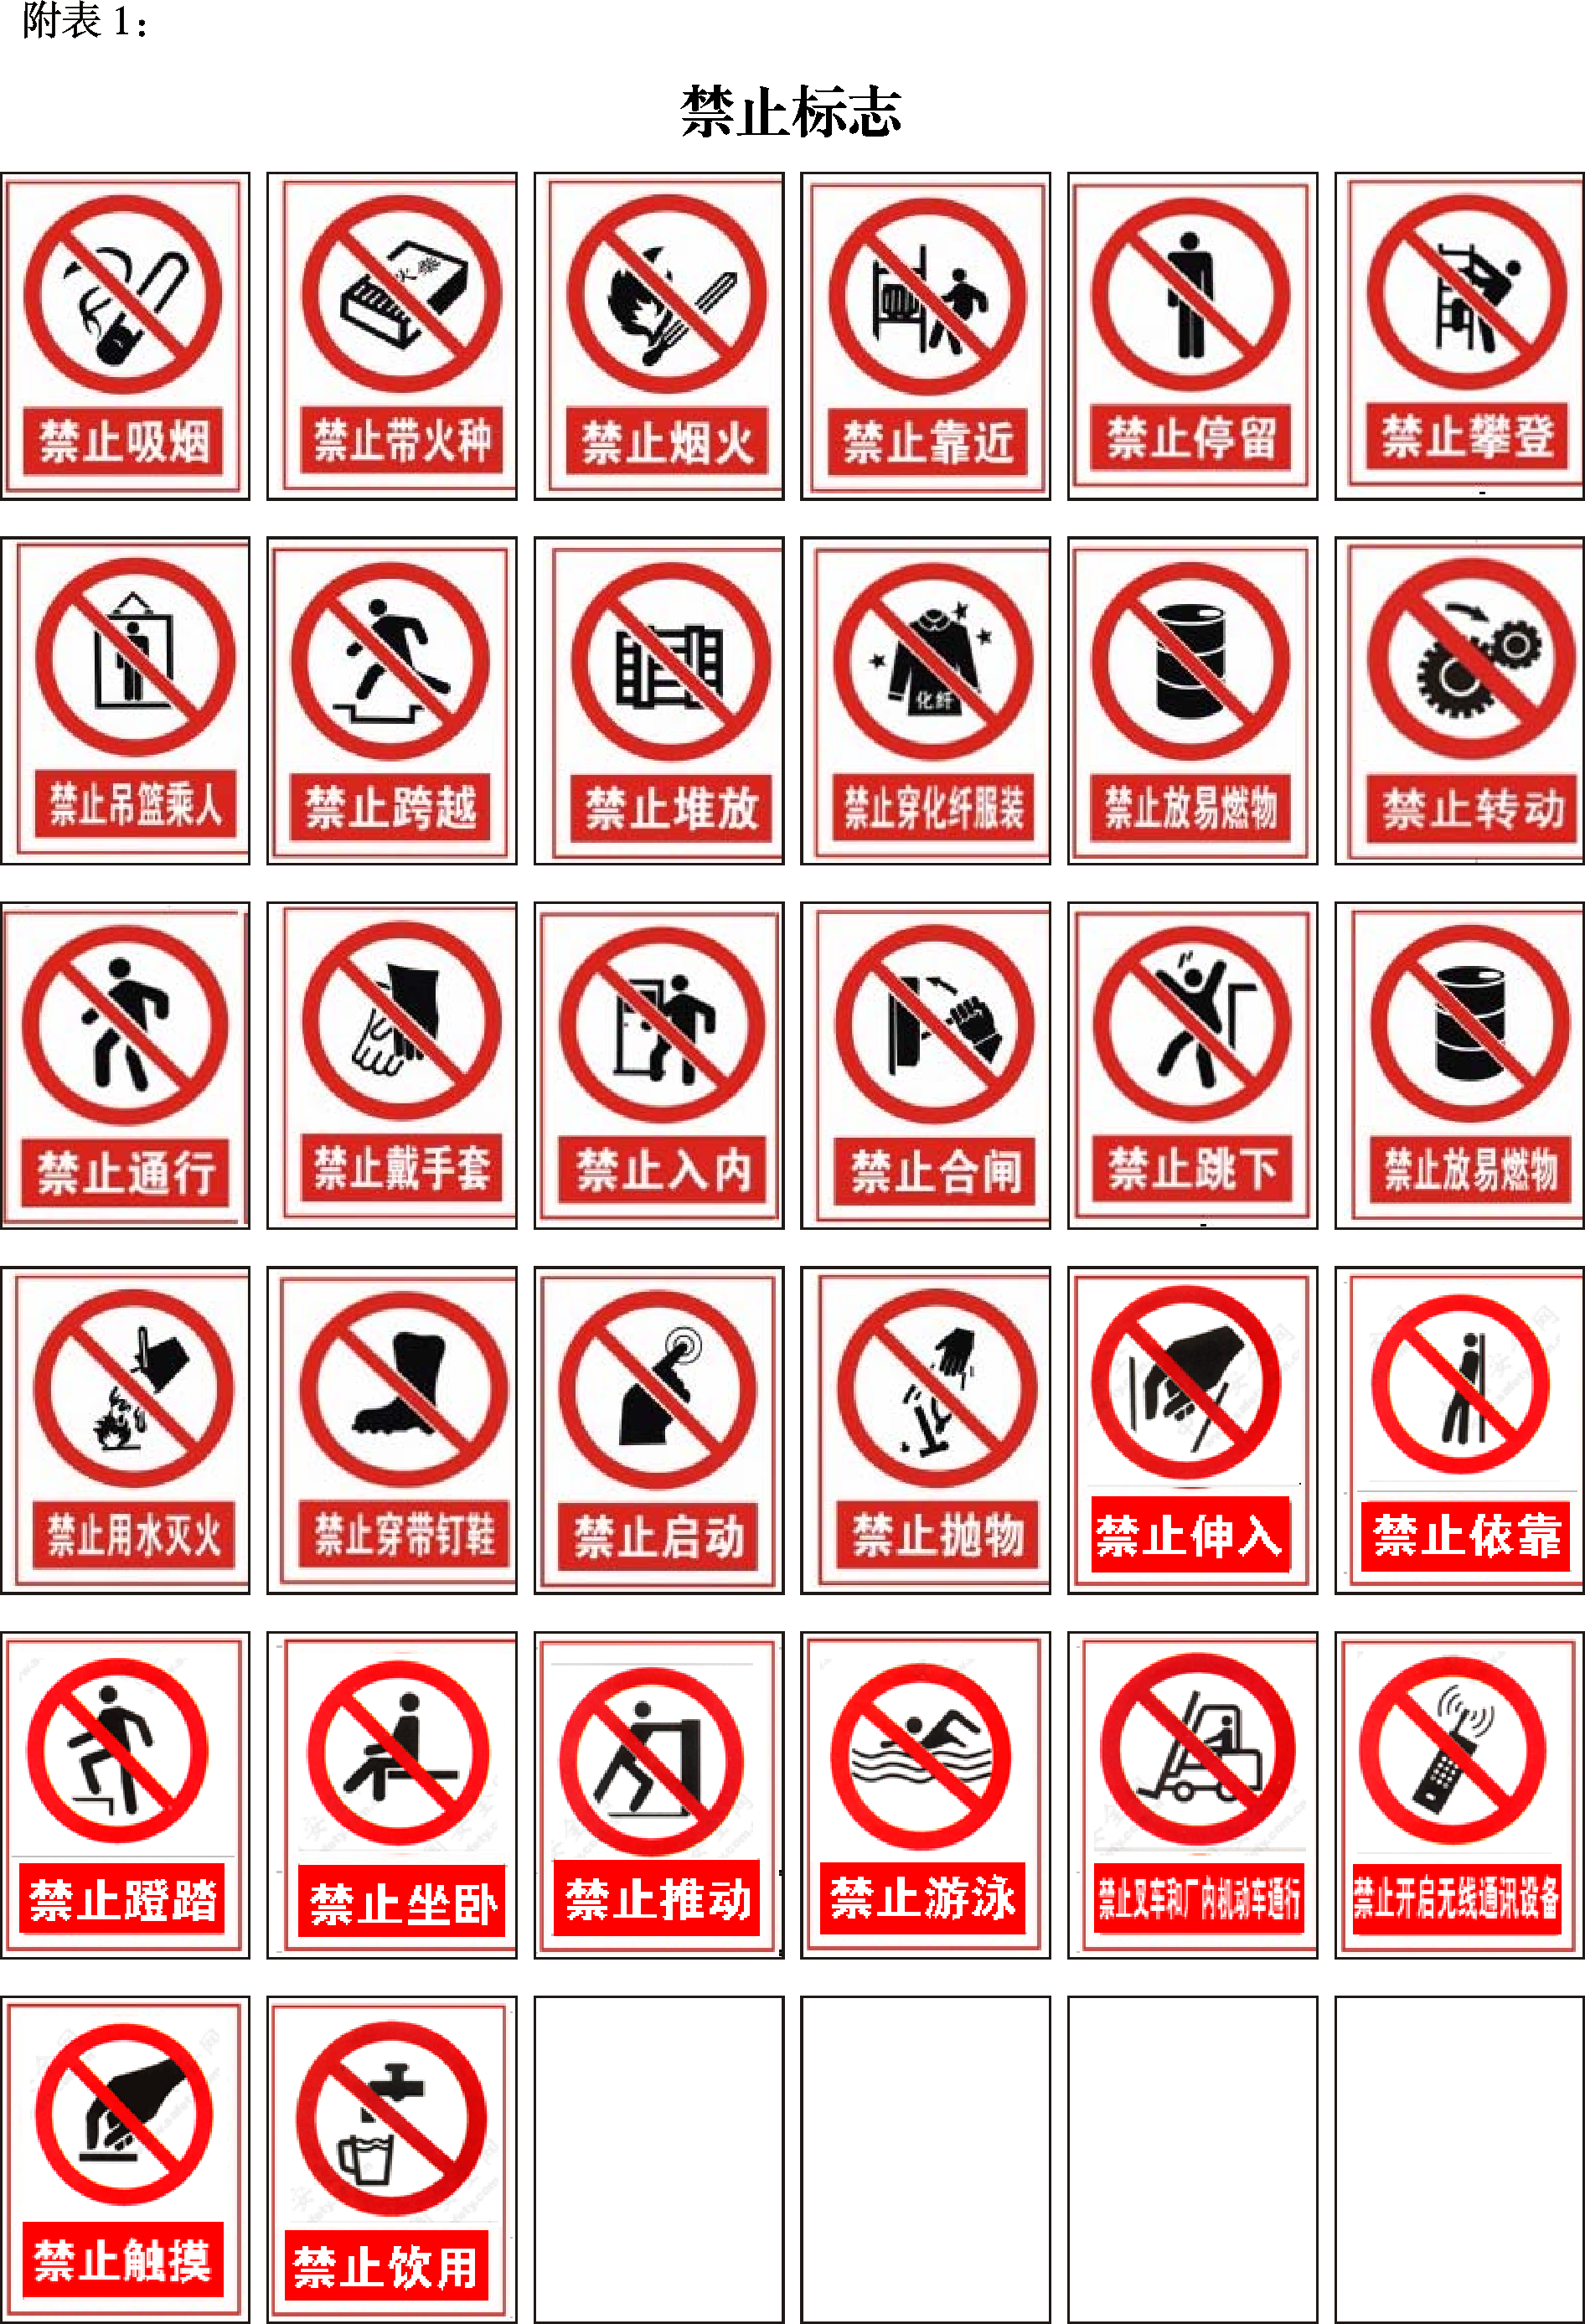 附表 1：
禁止标志
火柴
禁止吸烟
禁止带火种
禁止烟火
禁止靠近
禁止停留
禁止攀登
化纤
禁止吊篮乘人
禁止跨越
禁止堆放
禁止穿化纤服装
禁止放易燃物
禁止转动
禁止通行
禁止戴手套
禁止入内
禁止合闸
禁止跳下
禁止放易燃物
禁止用水灭火
禁止穿带钉鞋
禁止启动
禁止抛物
禁止伸入
禁止依靠
禁止蹬踏
禁止坐卧
禁止推动
禁止游泳
禁止叉车和厂内机动车通行
禁止开启无线通讯设备
禁止触摸
禁止饮用